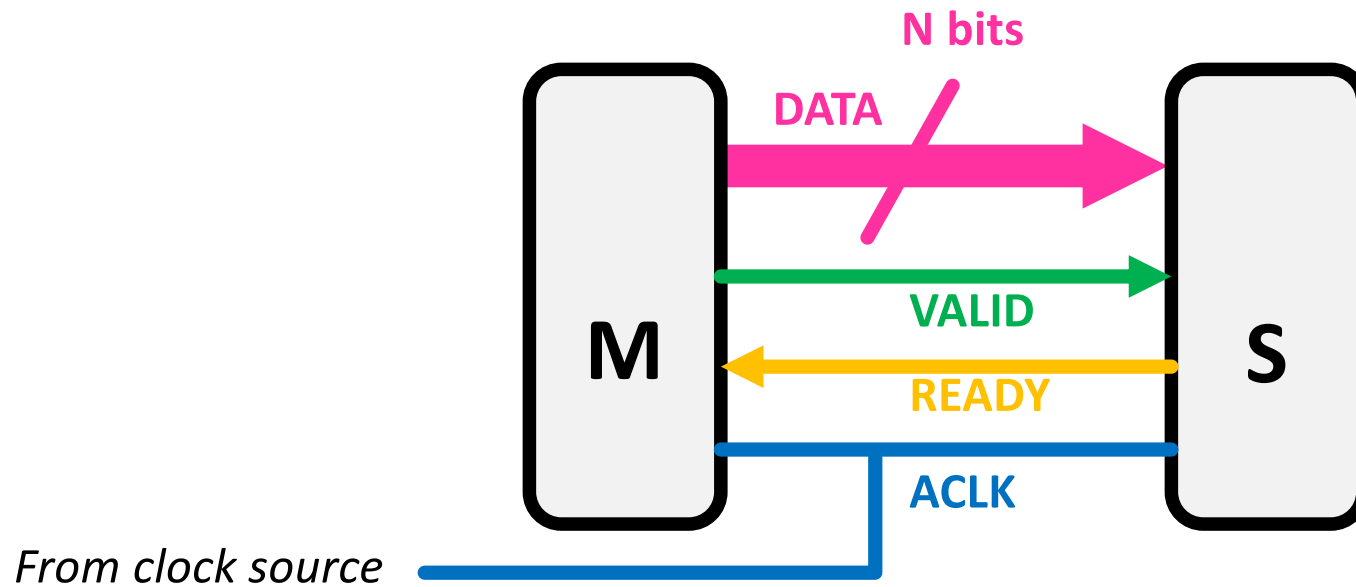 N bits
DATA
VALID
M
S
READY
ACLK
From clock source